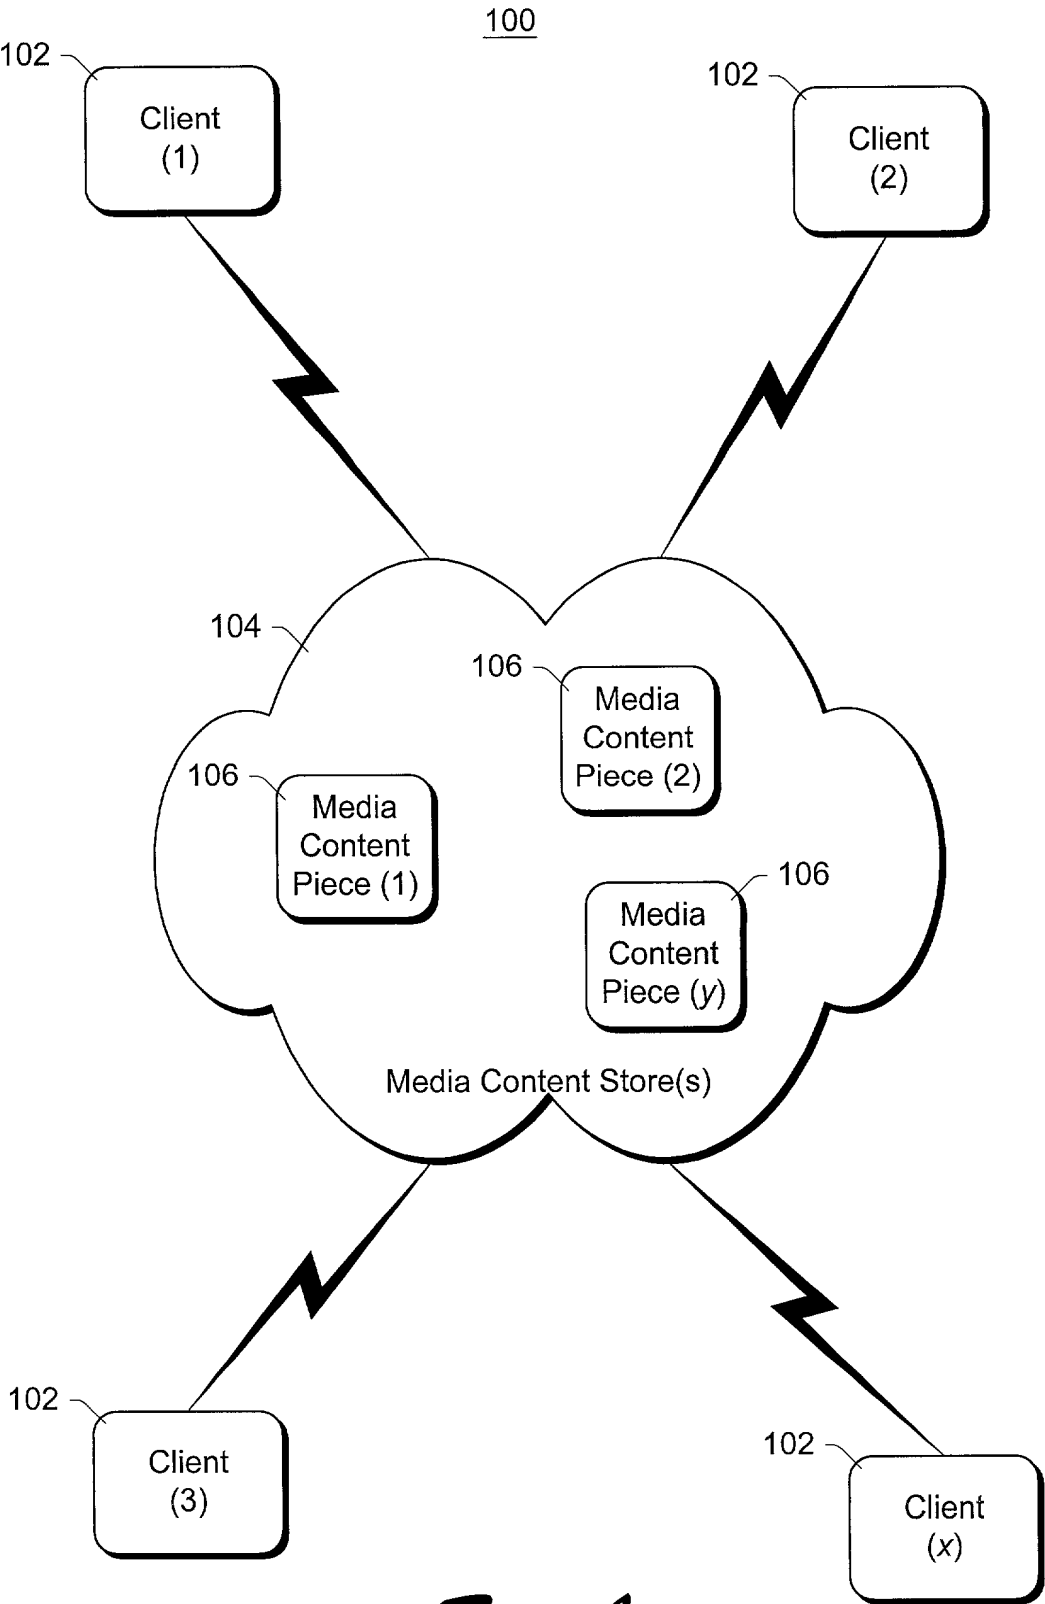 100
102
Client
(1)
102
Client
(2)
104
106
Media
Content
Piece (2)
106
Media
Content
Piece (1)
106
Media
Content
Piece (y)
Media Content Store(s)
102
Client
(3)
102
Client
(x)